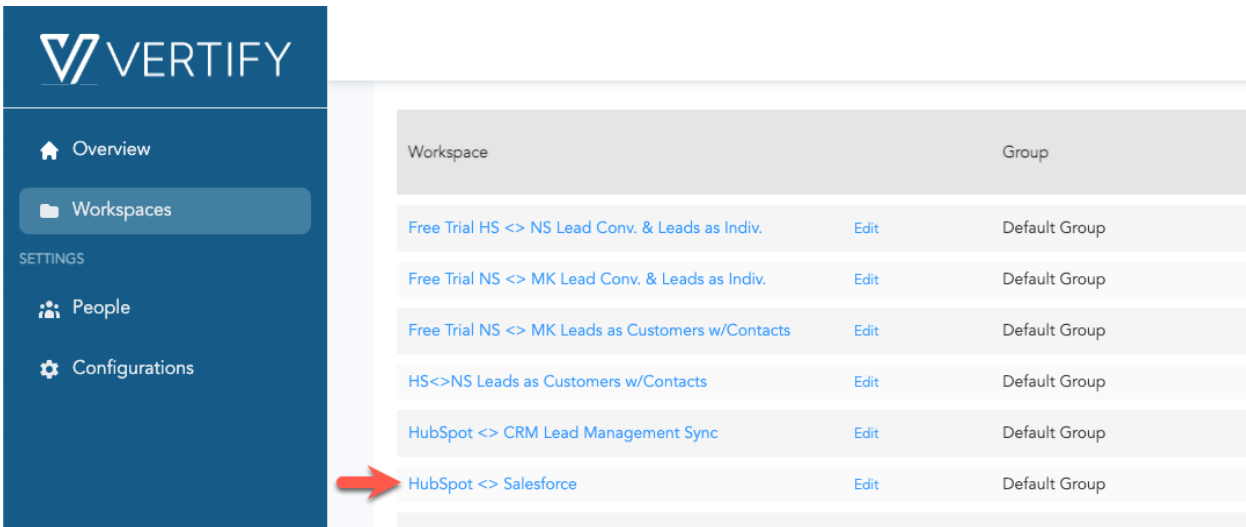 VERTIFY
Overview
Workspaces
SETTINGS
People
Configurations
Workspace Group
Free Trial HS <> NS Lead Conv. & Leads as Indiv. Edit Default Group
Free Trial NS <> MK Lead Conv. & Leads as Indiv. Edit Default Group
Free Trial NS <> MK Leads as Customers w/Contacts Edit Default Group
HS<>NS Leads as Customers w/Contacts Edit Default Group
HubSpot <> CRM Lead Management Sync Edit Default Group
HubSpot <> Salesforce Edit Default Group